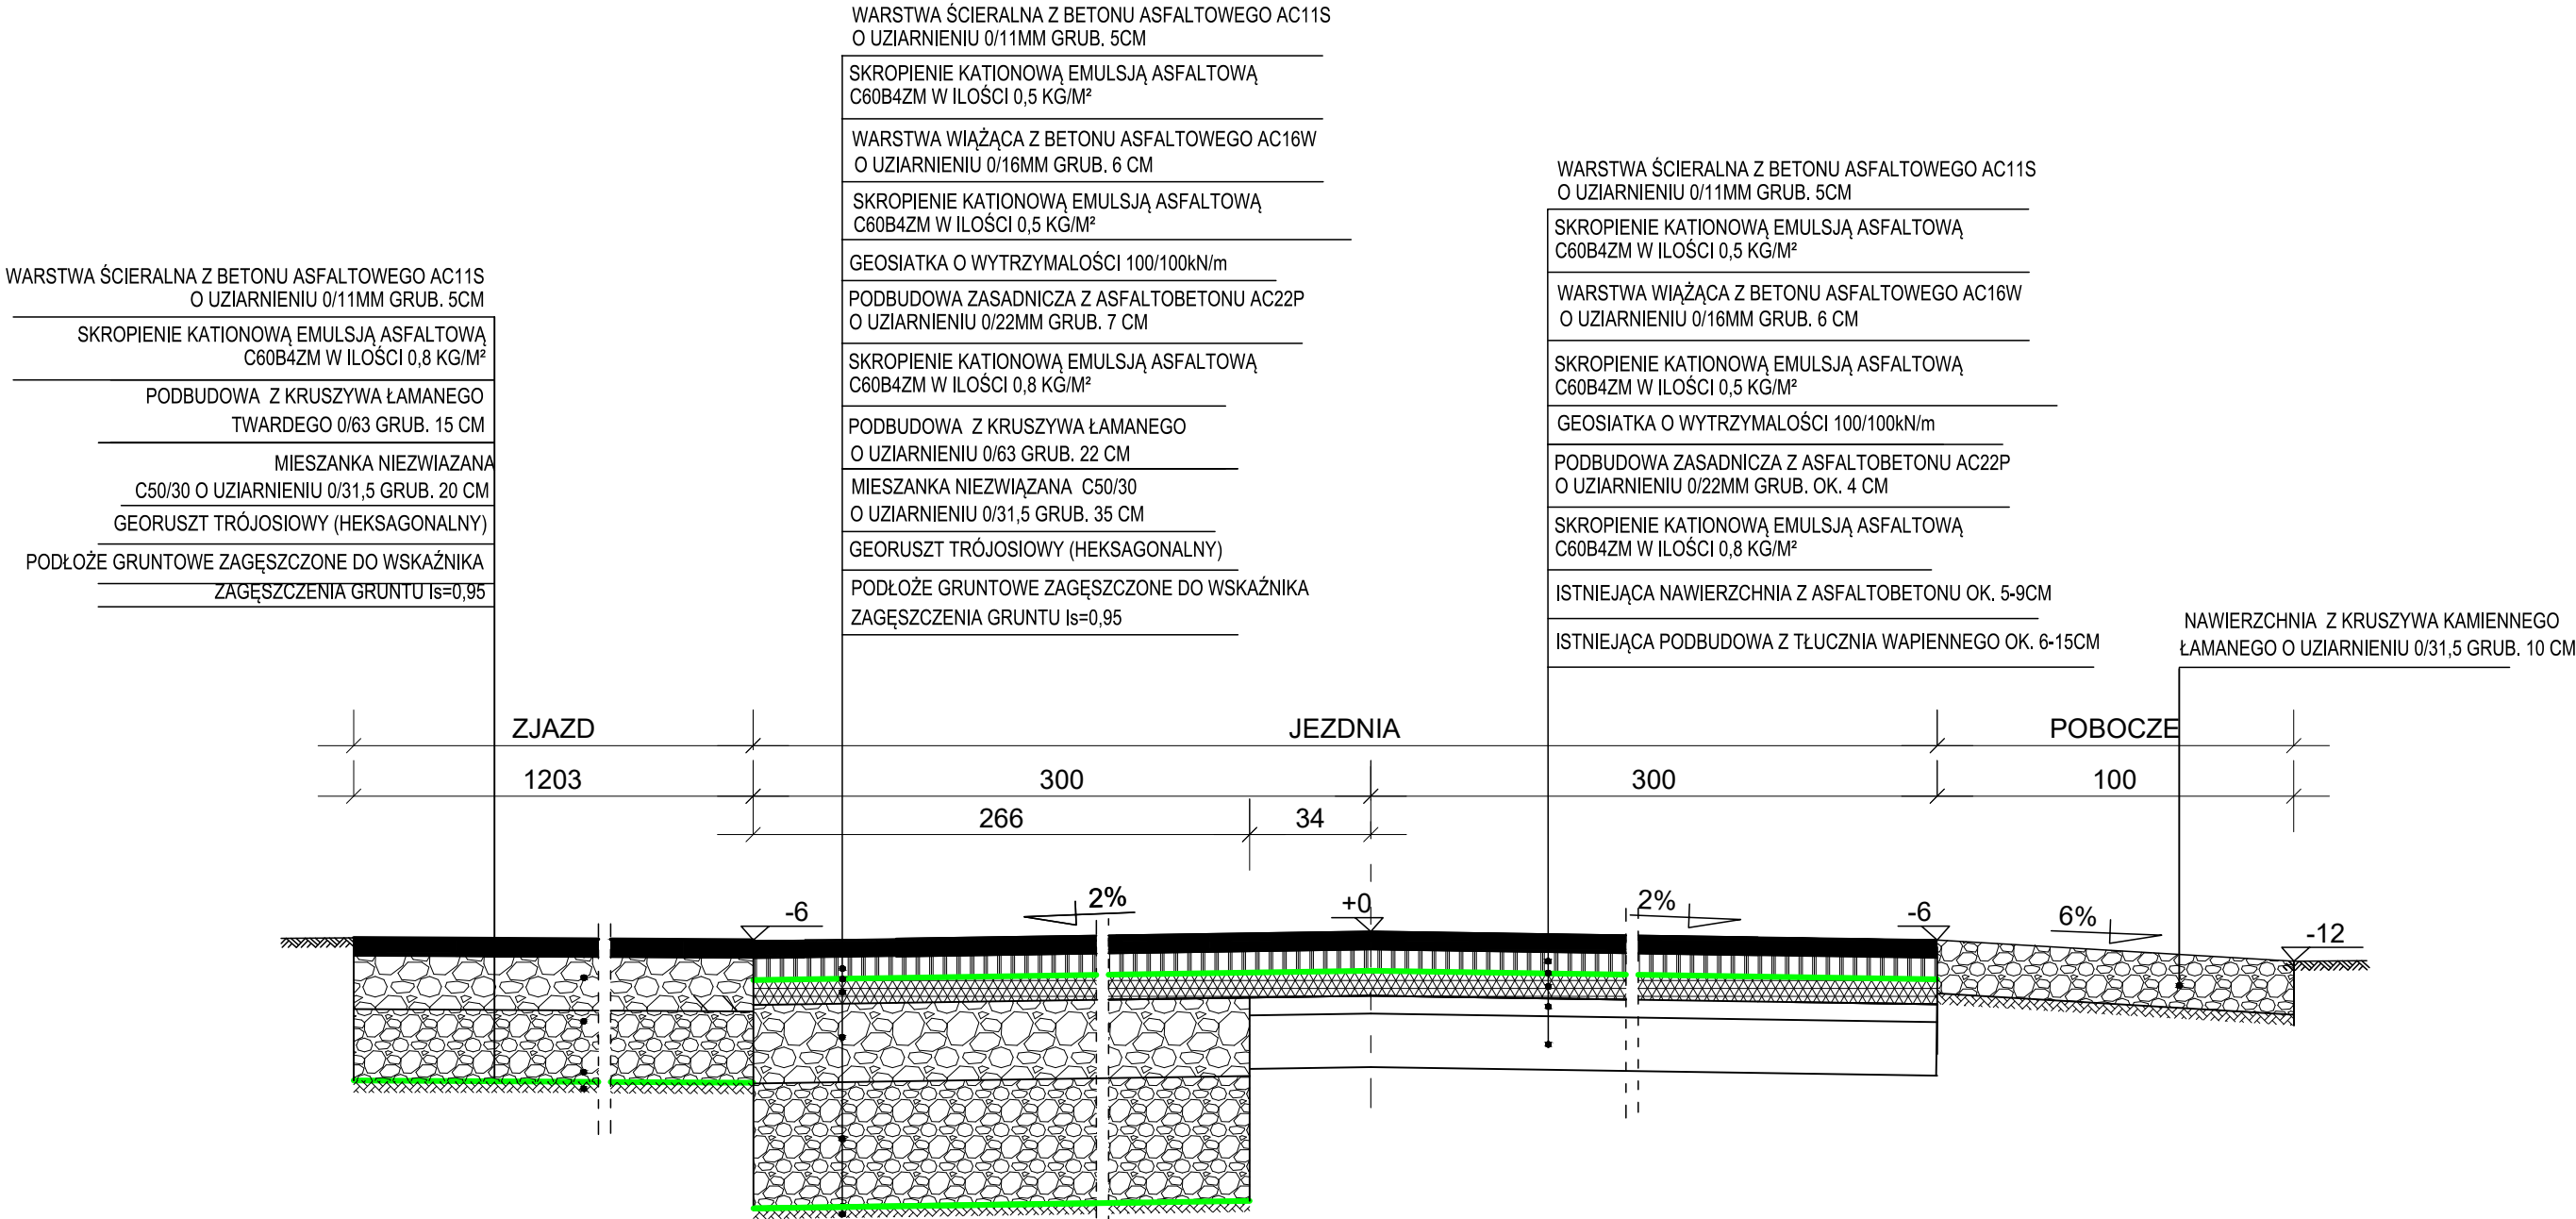 WARSTWA ŚCIERALNA Z BETONU ASFALTOWEGO AC11S
O UZIARNIENIU 0/11MM GRUB. 5CM
SKROPIENIE KATIONOWĄ EMULSJĄ ASFALTOWĄ
C60B4ZM W ILOŚCI 0,8 KG/M²
PODBUDOWA Z KRUSZYWA ŁAMANEGO
TWARDEGO 0/63 GRUB. 15 CM
MIESZANKA NIEZWIAZANA
C50/30 O UZIARNIENIU 0/31,5 GRUB. 20 CM
GEORUSZT TRÓJOSIOWY (HEKSAGONALNY)
PODŁOŻE GRUNTOWE ZAGĘSZCZONE DO WSKAŹNIKA
ZAGĘSZCZENIA GRUNTU Is=0,95
WARSTWA ŚCIERALNA Z BETONU ASFALTOWEGO AC11S
O UZIARNIENIU 0/11MM GRUB. 5CM
SKROPIENIE KATIONOWĄ EMULSJĄ ASFALTOWĄ
C60B4ZM W ILOŚCI 0,5 KG/M²
WARSTWA WIĄŻĄCA Z BETONU ASFALTOWEGO AC16W
O UZIARNIENIU 0/16MM GRUB. 6 CM
SKROPIENIE KATIONOWĄ EMULSJĄ ASFALTOWĄ
C60B4ZM W ILOŚCI 0,5 KG/M²
GEOSIATKA O WYTRZYMALOŚCI 100/100kN/m
PODBUDOWA ZASADNICZA Z ASFALTOBETONU AC22P
O UZIARNIENIU 0/22MM GRUB. 7 CM
SKROPIENIE KATIONOWĄ EMULSJĄ ASFALTOWĄ
C60B4ZM W ILOŚCI 0,8 KG/M²
PODBUDOWA Z KRUSZYWA ŁAMANEGO
O UZIARNIENIU 0/63 GRUB. 22 CM
MIESZANKA NIEZWIĄZANA C50/30
O UZIARNIENIU 0/31,5 GRUB. 35 CM
GEORUSZT TRÓJOSIOWY (HEKSAGONALNY)
PODŁOŻE GRUNTOWE ZAGĘSZCZONE DO WSKAŹNIKA
ZAGĘSZCZENIA GRUNTU Is=0,95
WARSTWA ŚCIERALNA Z BETONU ASFALTOWEGO AC11S
O UZIARNIENIU 0/11MM GRUB. 5CM
SKROPIENIE KATIONOWĄ EMULSJĄ ASFALTOWĄ
C60B4ZM W ILOŚCI 0,5 KG/M²
WARSTWA WIĄŻĄCA Z BETONU ASFALTOWEGO AC16W
O UZIARNIENIU 0/16MM GRUB. 6 CM
SKROPIENIE KATIONOWĄ EMULSJĄ ASFALTOWĄ
C60B4ZM W ILOŚCI 0,5 KG/M²
GEOSIATKA O WYTRZYMALOŚCI 100/100kN/m
PODBUDOWA ZASADNICZA Z ASFALTOBETONU AC22P
O UZIARNIENIU 0/22MM GRUB. OK. 4 CM
SKROPIENIE KATIONOWĄ EMULSJĄ ASFALTOWĄ
C60B4ZM W ILOŚCI 0,8 KG/M²
ISTNIEJĄCA NAWIERZCHNIA Z ASFALTOBETONU OK. 5-9CM
ISTNIEJĄCA PODBUDOWA Z TŁUCZNIA WAPIENNEGO OK. 6-15CM
NAWIERZCHNIA Z KRUSZYWA KAMIENNEGO
ŁAMANEGO O UZIARNIENIU 0/31,5 GRUB. 10 CM
ZJAZD JEZDNIA POBOCZE
1203 300 300 100
266 34
-6 2% +0 2% -6 6% -12